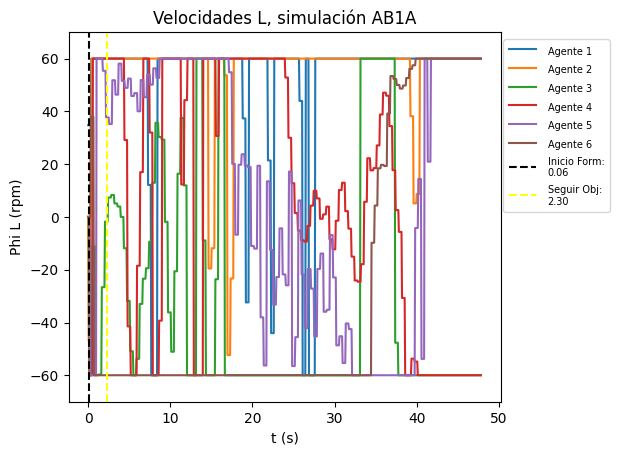 Velocidades L, simulación AB1A
Phi L (rpm)
60
40
20
0
−20
−40
−60
0
10
20
30
40
50
t (s)
Agente 1
Agente 2
Agente 3
Agente 4
Agente 5
Agente 6
Inicio Form:
0.06
Seguir Obj:
2.30